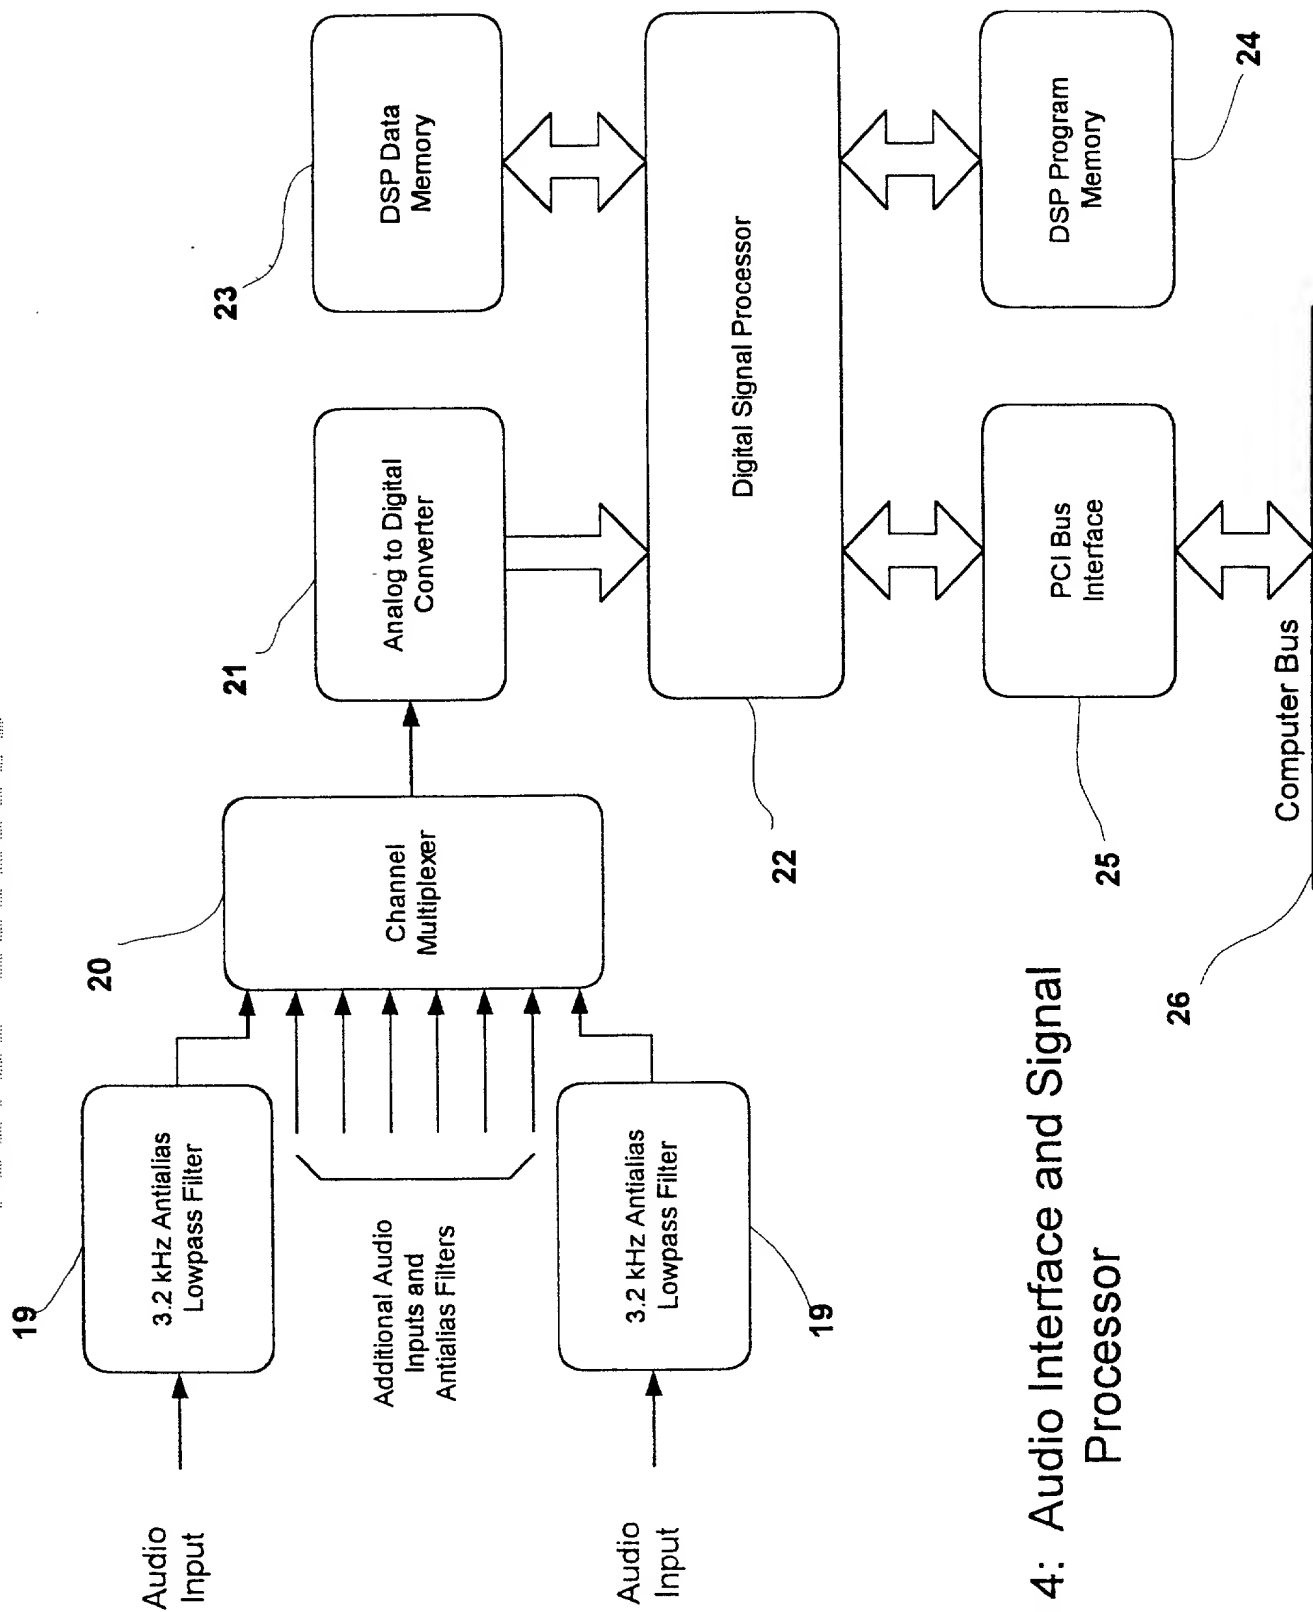 19
3.2 kHz Antialias
Lowpass Filter
Audio
Input
20
Channel
Multiplexer
Additional Audio
Inputs and
Antialias Filters
3.2 kHz Antialias
Lowpass Filter
19
Audio
Input
21
Analog to Digital
Converter
23
DSP Data
Memory
Digital Signal Processor
22
PCI Bus
Interface
25
DSP Program
Memory
24
Computer Bus
26
4: Audio Interface and Signal
Processor